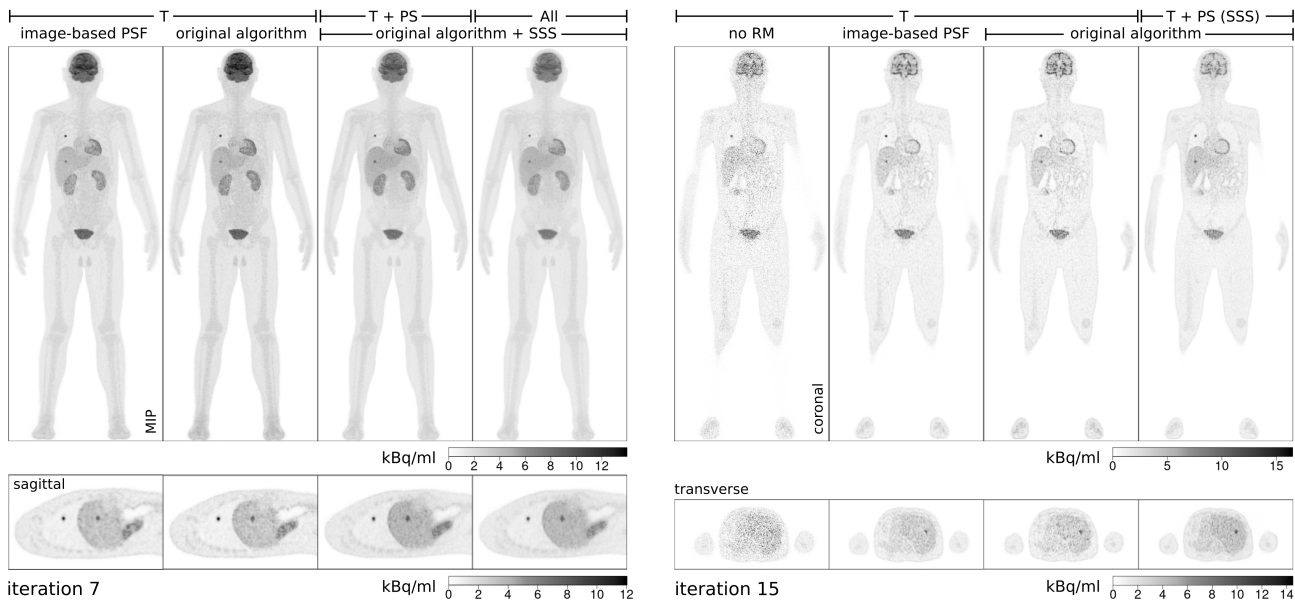 T
T + PS
All
image-based PSF
original algorithm
original algorithm + SSS
MIP
kBq/ml
0 2 4 6 8 10 12
sagittal
kBq/ml
0 2 4 6 8 10 12
iteration 7
T
T + PS (SSS)
no RM
image-based PSF
original algorithm
coronal
kBq/ml
0 5 10 15
transverse
kBq/ml
0 2 4 6 8 10 12 14
iteration 15